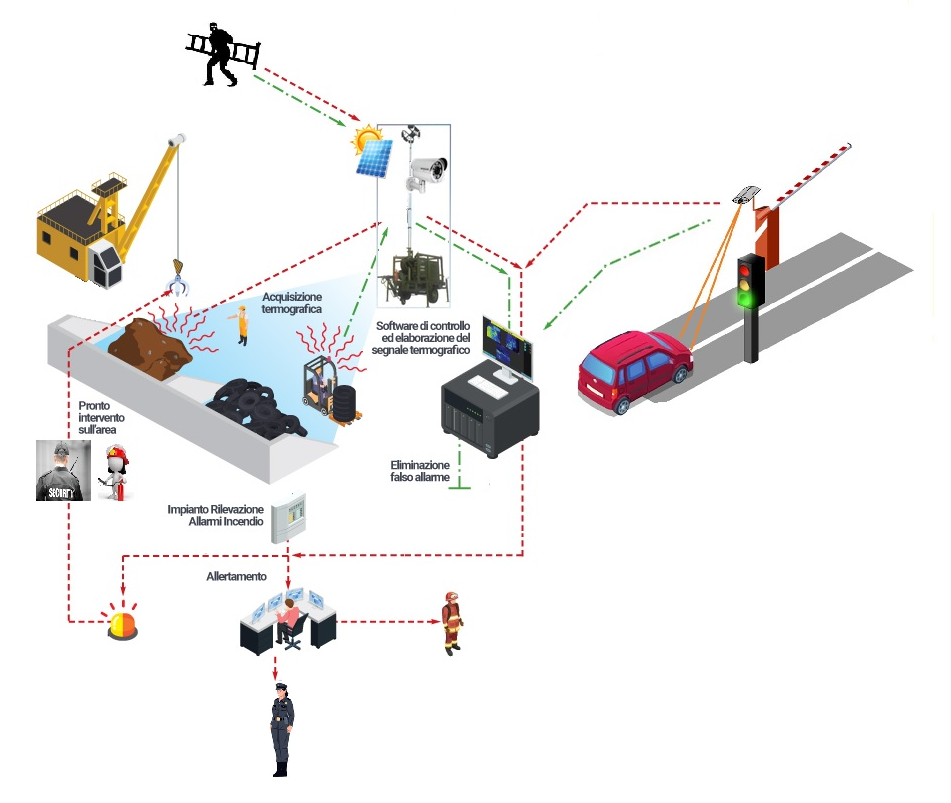 Acquisizione
termografica
Software di controllo
ed elaborazione del
segnale termografico
Pronto
intervento
sull'area
SECURITY
Eliminazione
falso allarme
Impianto Rilevazione
Allarmi Incendio
Allertamento